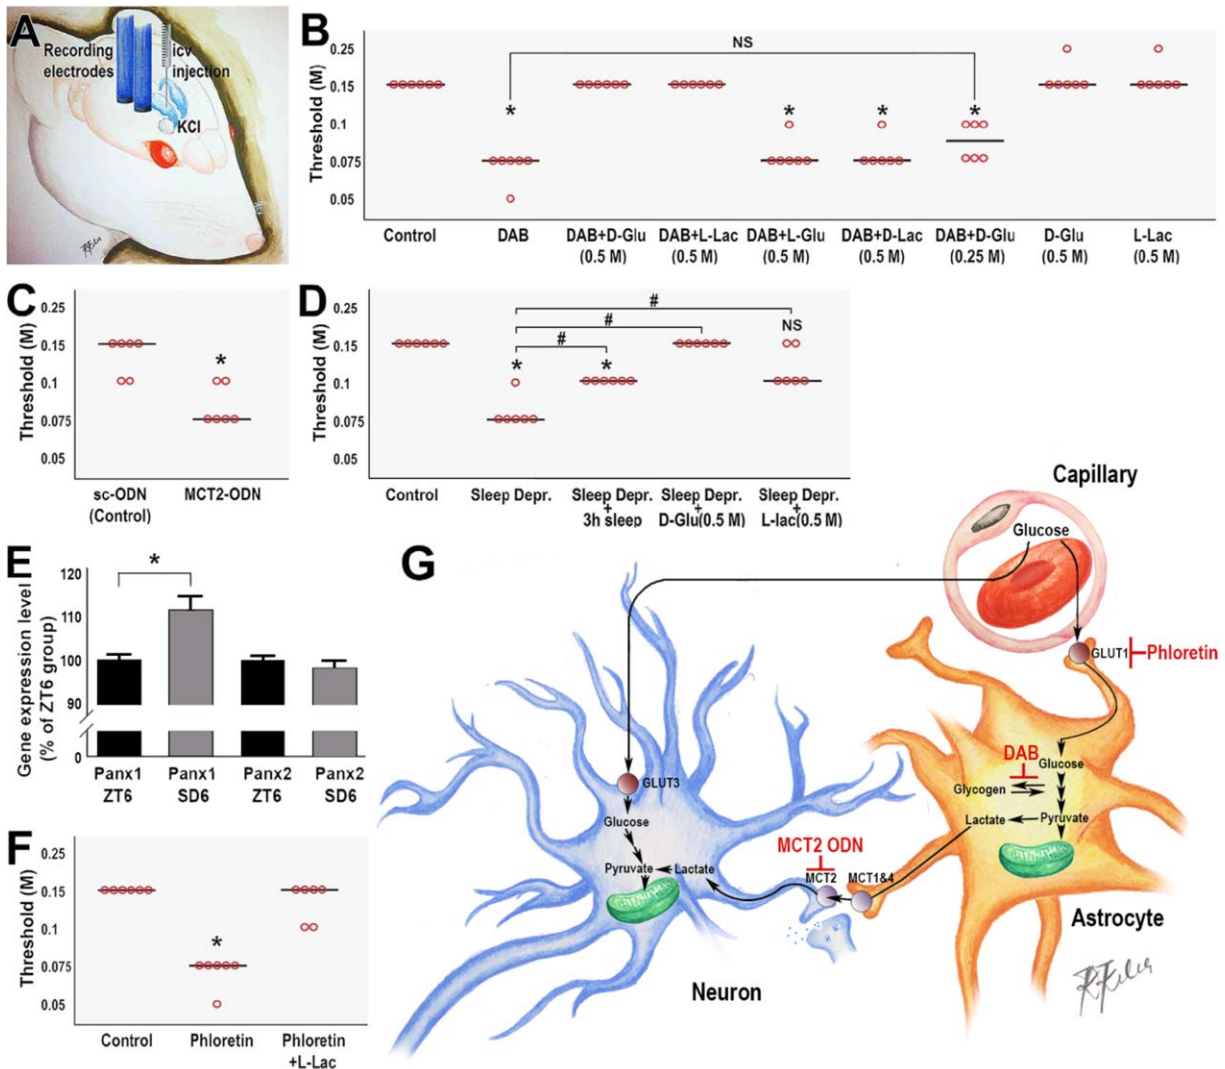 A
Recording
electrodes
icv
injection
KCl
B
Threshold (M)
0.25
0.15
0.1
0.075
0.05
NS
*
*
*
*
Control
DAB
DAB+D-Glu
(0.5 M)
DAB+L-Lac
(0.5 M)
DAB+L-Glu
(0.5 M)
DAB+D-Lac
(0.5 M)
DAB+D-Glu
(0.25 M)
D-Glu
(0.5 M)
L-Lac
(0.5 M)
C
Threshold (M)
0.25
0.15
0.1
0.075
0.05
*
sc-ODN
(Control)
MCT2-ODN
D
Threshold (M)
0.25
0.15
0.1
0.075
0.05
#
#
#
NS
*
*
Control
Sleep Depr.
Sleep Depr.
+
3h sleep
Sleep Depr.
+
D-Glu(0.5 M)
Sleep Depr.
+
L-lac(0.5 M)
E
Gene expression level
(% of ZT6 group)
120
110
100
90
0
*
Panx1
ZT6
Panx1
SD6
Panx2
ZT6
Panx2
SD6
F
Threshold (M)
0.25
0.15
0.1
0.075
0.05
*
Control
Phloretin
Phloretin
+L-Lac
G
Capillary
Glucose
GLUT1
Phloretin
GLUT3
Glucose
Pyruvate
Lactate
DAB
Glucose
Glycogen
Lactate
Pyruvate
MCT2 ODN
MCT2
MCT1&4
Astrocyte
Neuron